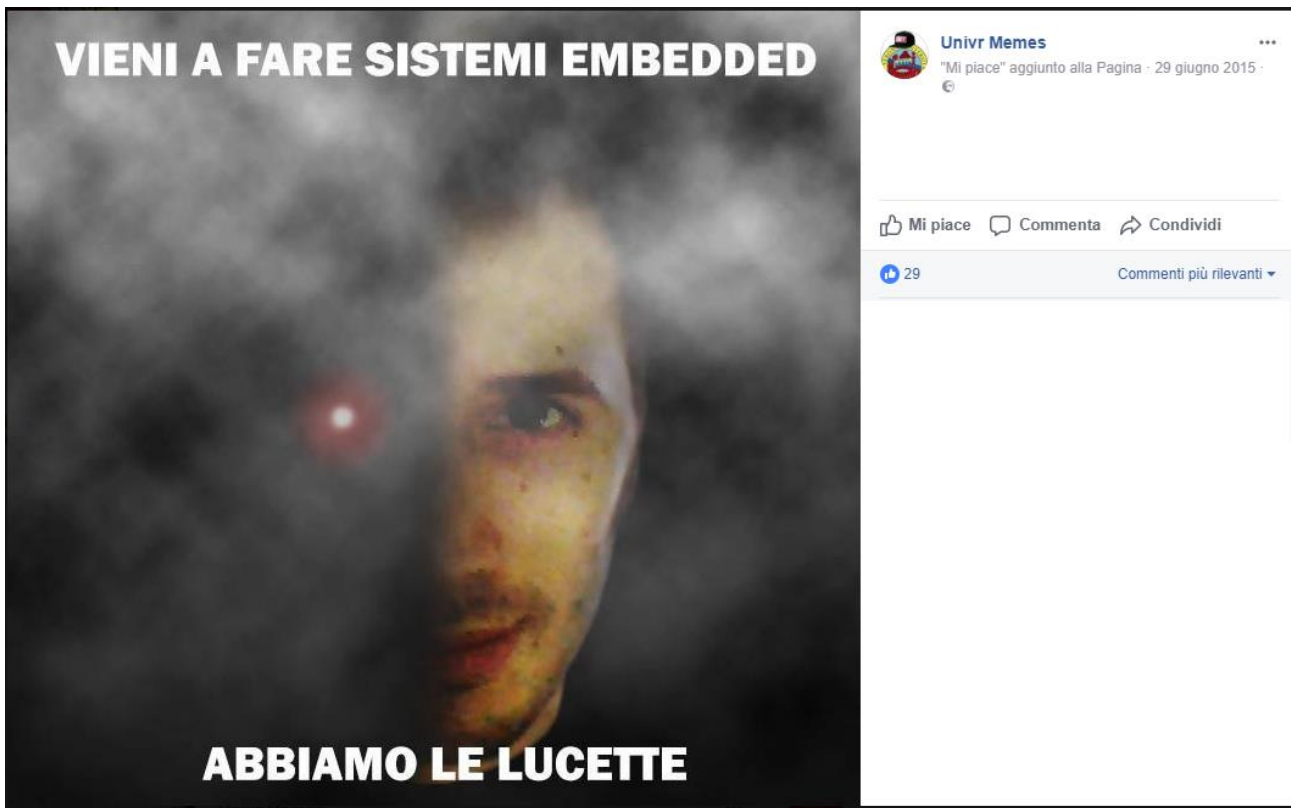 VIENI A FARE SISTEMI EMBEDDED
ABBIAMO LE LUCETTE
Univr Memes
"Mi piace" aggiunto alla Pagina · 29 giugno 2015 ·
Mi piace Commenta Condividi
29 Commenti più rilevanti